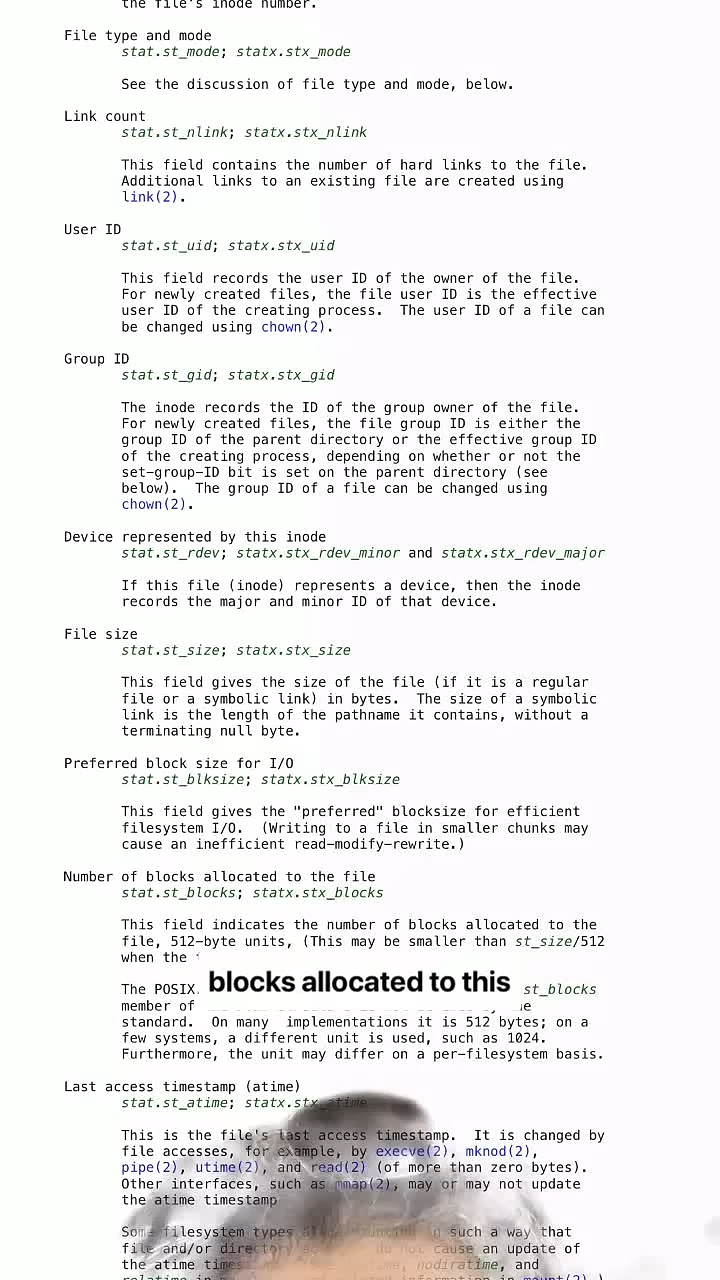 the file's inode number.
File type and mode
stat.st_mode; statx.stx_mode
See the discussion of file type and mode, below.
Link count
stat.st_nlink; statx.stx_nlink
This field contains the number of hard links to the file.
Additional links to an existing file are created using
link(2).
User ID
stat.st_uid; statx.stx_uid
This field records the user ID of the owner of the file.
For newly created files, the file user ID is the effective
user ID of the creating process.  The user ID of a file can
be changed using chown(2).
Group ID
stat.st_gid; statx.stx_gid
The inode records the ID of the group owner of the file.
For newly created files, the file group ID is either the
group ID of the parent directory or the effective group ID
of the creating process, depending on whether or not the
set-group-ID bit is set on the parent directory (see
below).  The group ID of a file can be changed using
chown(2).
Device represented by this inode
stat.st_rdev; statx.stx_rdev_minor and statx.stx_rdev_major
If this file (inode) represents a device, then the inode
records the major and minor ID of that device.
File size
stat.st_size; statx.stx_size
This field gives the size of the file (if it is a regular
file or a symbolic link) in bytes.  The size of a symbolic
link is the length of the pathname it contains, without a
terminating null byte.
Preferred block size for I/O
stat.st_blksize; statx.stx_blksize
This field gives the "preferred" blocksize for efficient
filesystem I/O.  (Writing to a file in smaller chunks may
cause an inefficient read-modify-rewrite.)
Number of blocks allocated to the file
stat.st_blocks; statx.stx_blocks
This field indicates the number of blocks allocated to the
file, 512-byte units, (This may be smaller than st_size/512
when the
blocks allocated to this
The POSIX. st_blocks
member of
standard.  On many  implementations it is 512 bytes; on a
few systems, a different unit is used, such as 1024.
Furthermore, the unit may differ on a per-filesystem basis.
Last access timestamp (atime)
stat.st_atime; statx.stx_atime
This is the file's last access timestamp.  It is changed by
file accesses, for example, by execve(2), mknod(2),
pipe(2), utime(2), and read(2) (of more than zero bytes).
Other interfaces, such as mmap(2), may or may not update
the atime timestamp
Some filesystem types in such a way that
file and/or directory cause an update of
the atime nodiratime, and